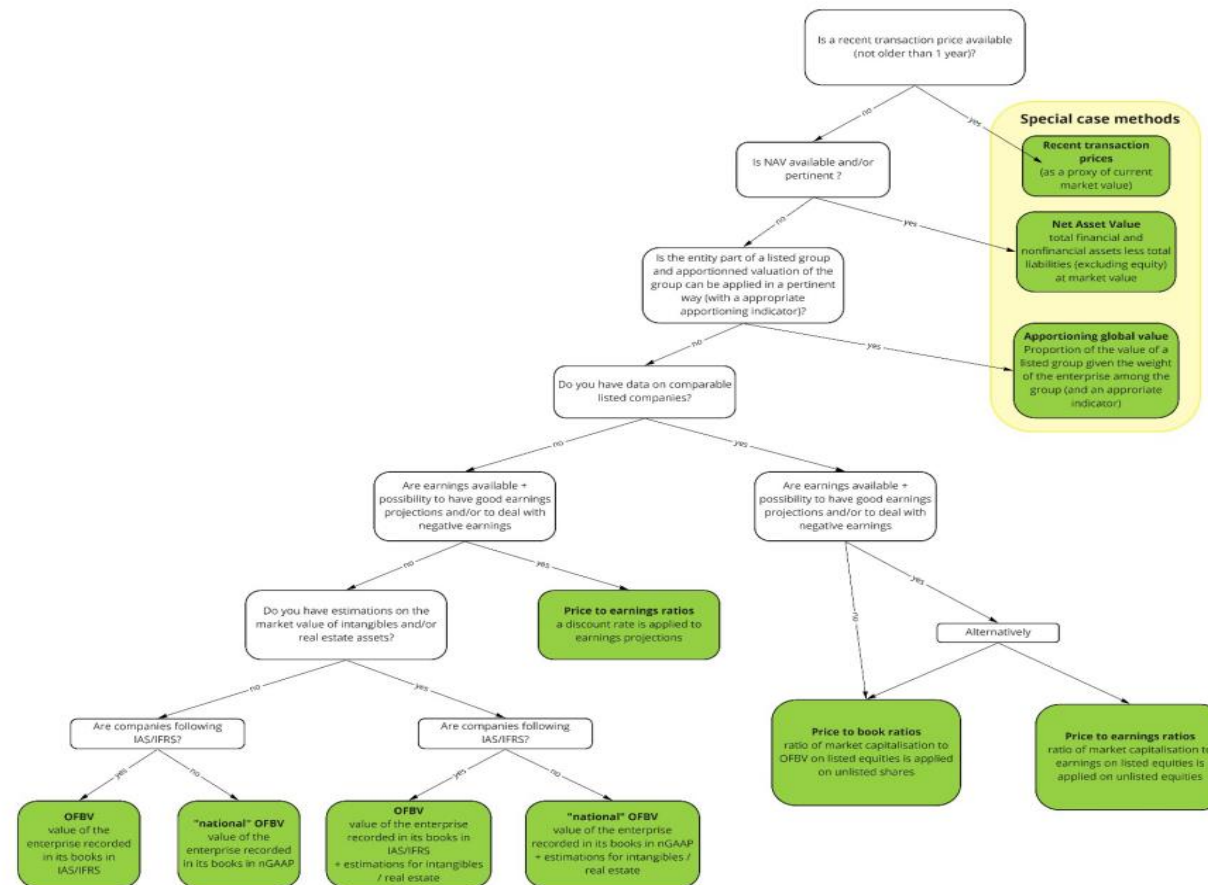 Is a recent transaction price available
(not older than 1 year)?
no
yes
Special case methods
Recent transaction
prices
(as a proxy of current
market value)
Is NAV available and/or
pertinent ?
no
yes
Net Asset Value
total financial and
nonfinancial assets less total
liabilities (excluding equity)
at market value
Is the entity part of a listed group
and apportionned valuation of the
group can be applied in a pertinent
way (with a appropriate
apportioning indicator)?
no
yes
Apportioning global value
Proportion of the value of a
listed group given the weight
of the enterprise among the
group (and an approriate
indicator)
Do you have data on comparable
listed companies?
no
yes
Are earnings available +
possibility to have good earnings
projections and/or to deal with
negative earnings
Are earnings available +
possibility to have good earnings
projections and/or to deal with
negative earnings
no
yes
no
yes
Do you have estimations on the
market value of intangibles and/or
real estate assets?
Price to earnings ratios
a discount rate is applied to
earnings projections
Alternatively
no
yes
Are companies following
IAS/IFRS?
Are companies following
IAS/IFRS?
Price to book ratios
ratio of market capitalisation to
OFBV on listed equities is applied
on unlisted shares
Price to earnings ratios
ratio of market capitalisation to
earnings on listed equities is
applied on unlisted equities
yes
no
yes
no
OFBV
value of the
enterprise recorded
in its books in
IAS/IFRS
"national" OFBV
value of the
enterprise recorded
in its books in nGAAP
OFBV
value of the enterprise
recorded in its books in
IAS/IFRS
+ estimations for intangibles
/ real estate
"national" OFBV
value of the enterprise
recorded in its books in nGAAP
+ estimations for intangibles /
real estate